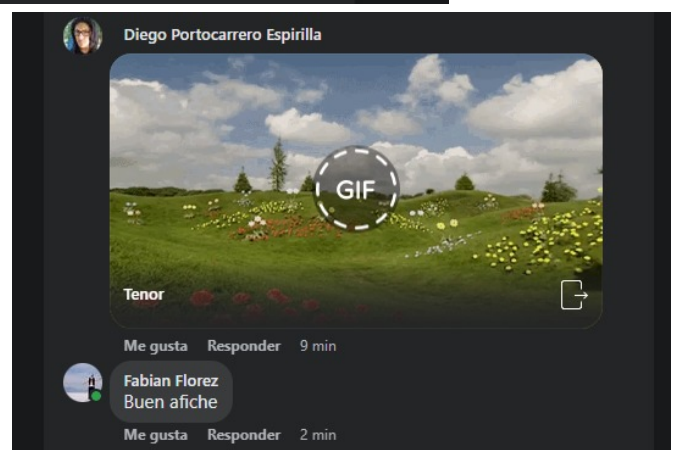 Diego Portocarrero Espirilla
GIF
Tenor
Me gusta Responder 9 min
Fabian Florez
Buen afiche
Me gusta Responder 2 min